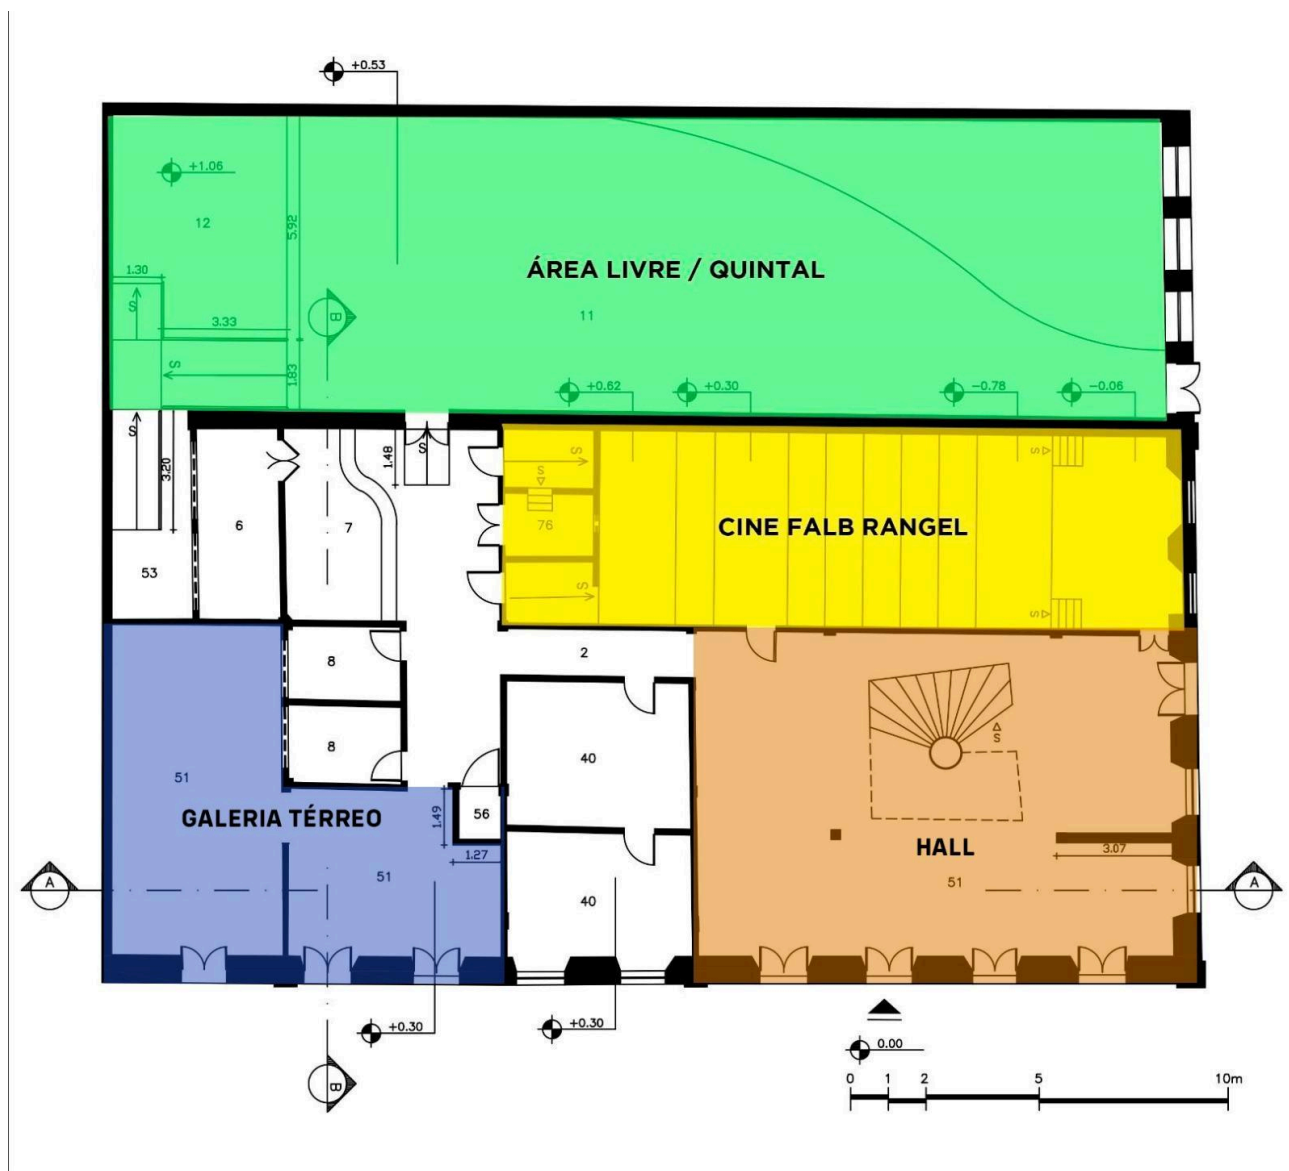 +0.53
+1.06
12
5.92
1.30
S
3.33
B
11
ÁREA LIVRE / QUINTAL
S
1.83
+0.62
+0.30
-0.78
-0.06
S
3.20
1.48
S
6
7
53
S
S
76
S
CINE FALB RANGEL
S
S
8
8
2
40
40
S
51
GALERIA TÉRREO
1.49
56
1.27
51
HALL
3.07
51
A
A
+0.30
+0.30
0.00
B
0 1 2 5 10m